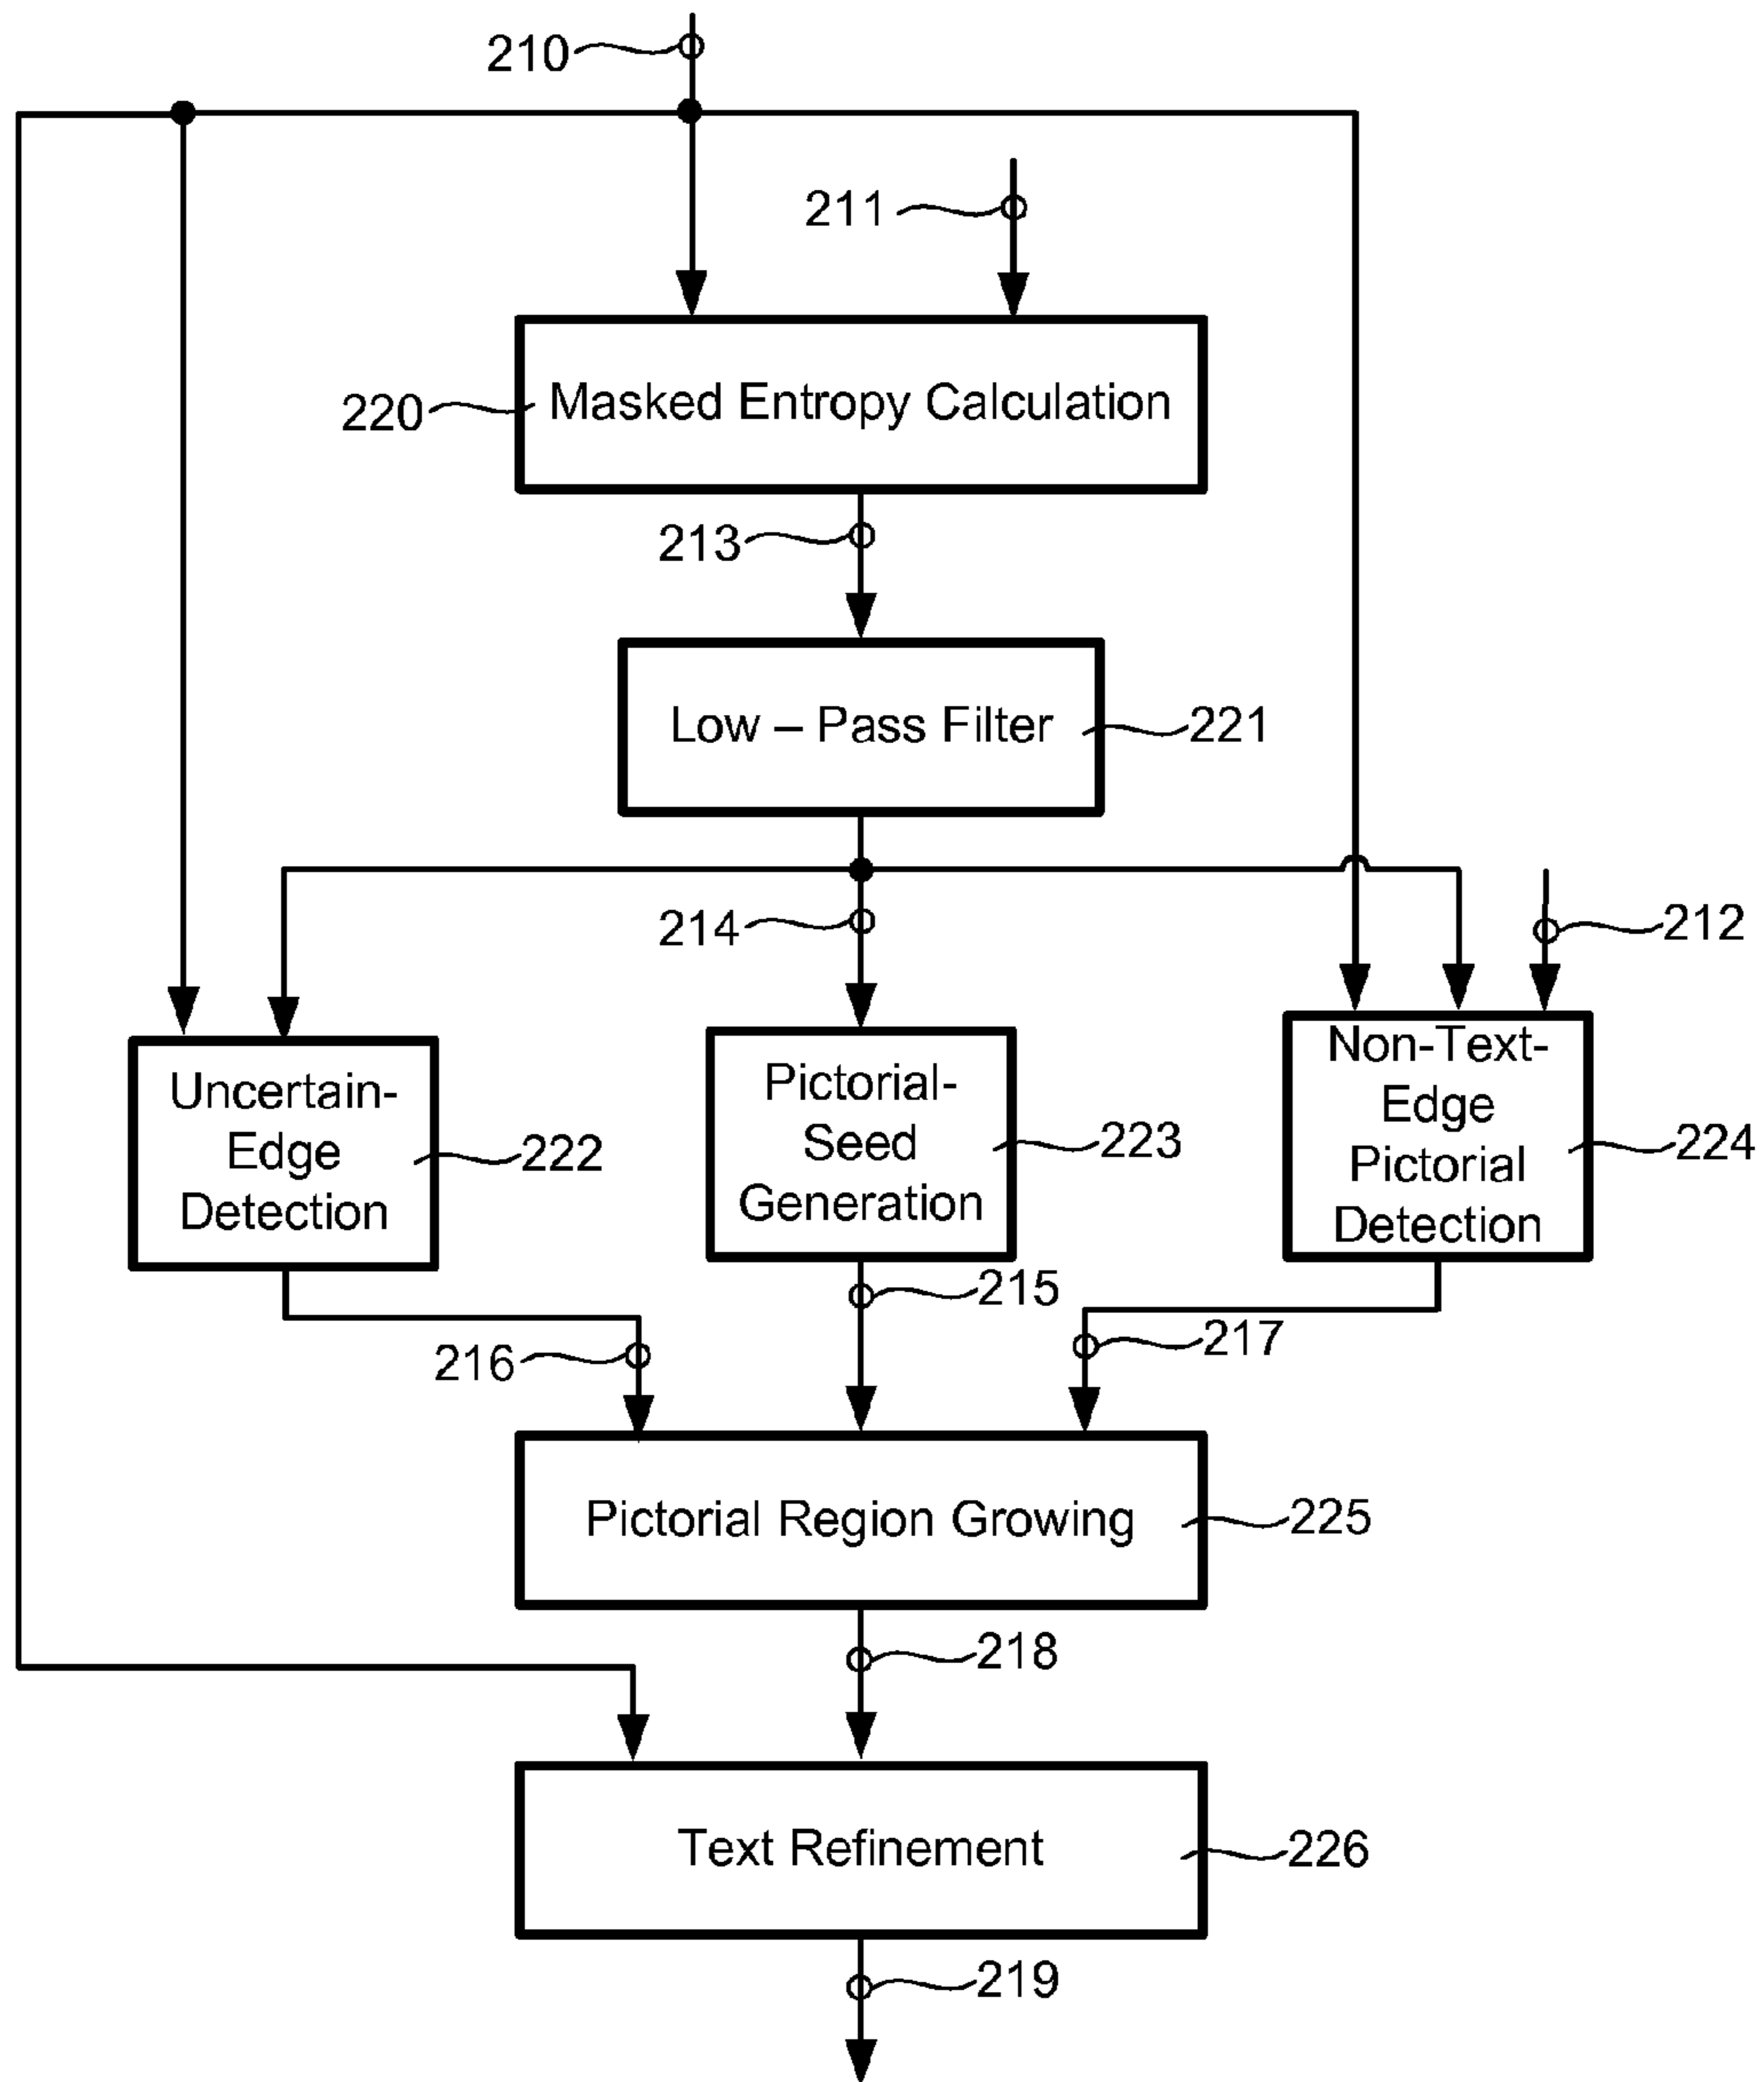 210
211
220
Masked Entropy Calculation
213
Low – Pass Filter
221
214
212
Uncertain-
Edge
Detection
222
Pictorial-
Seed
Generation
223
Non-Text-
Edge
Pictorial
Detection
224
215
216
217
Pictorial Region Growing
225
218
Text Refinement
226
219